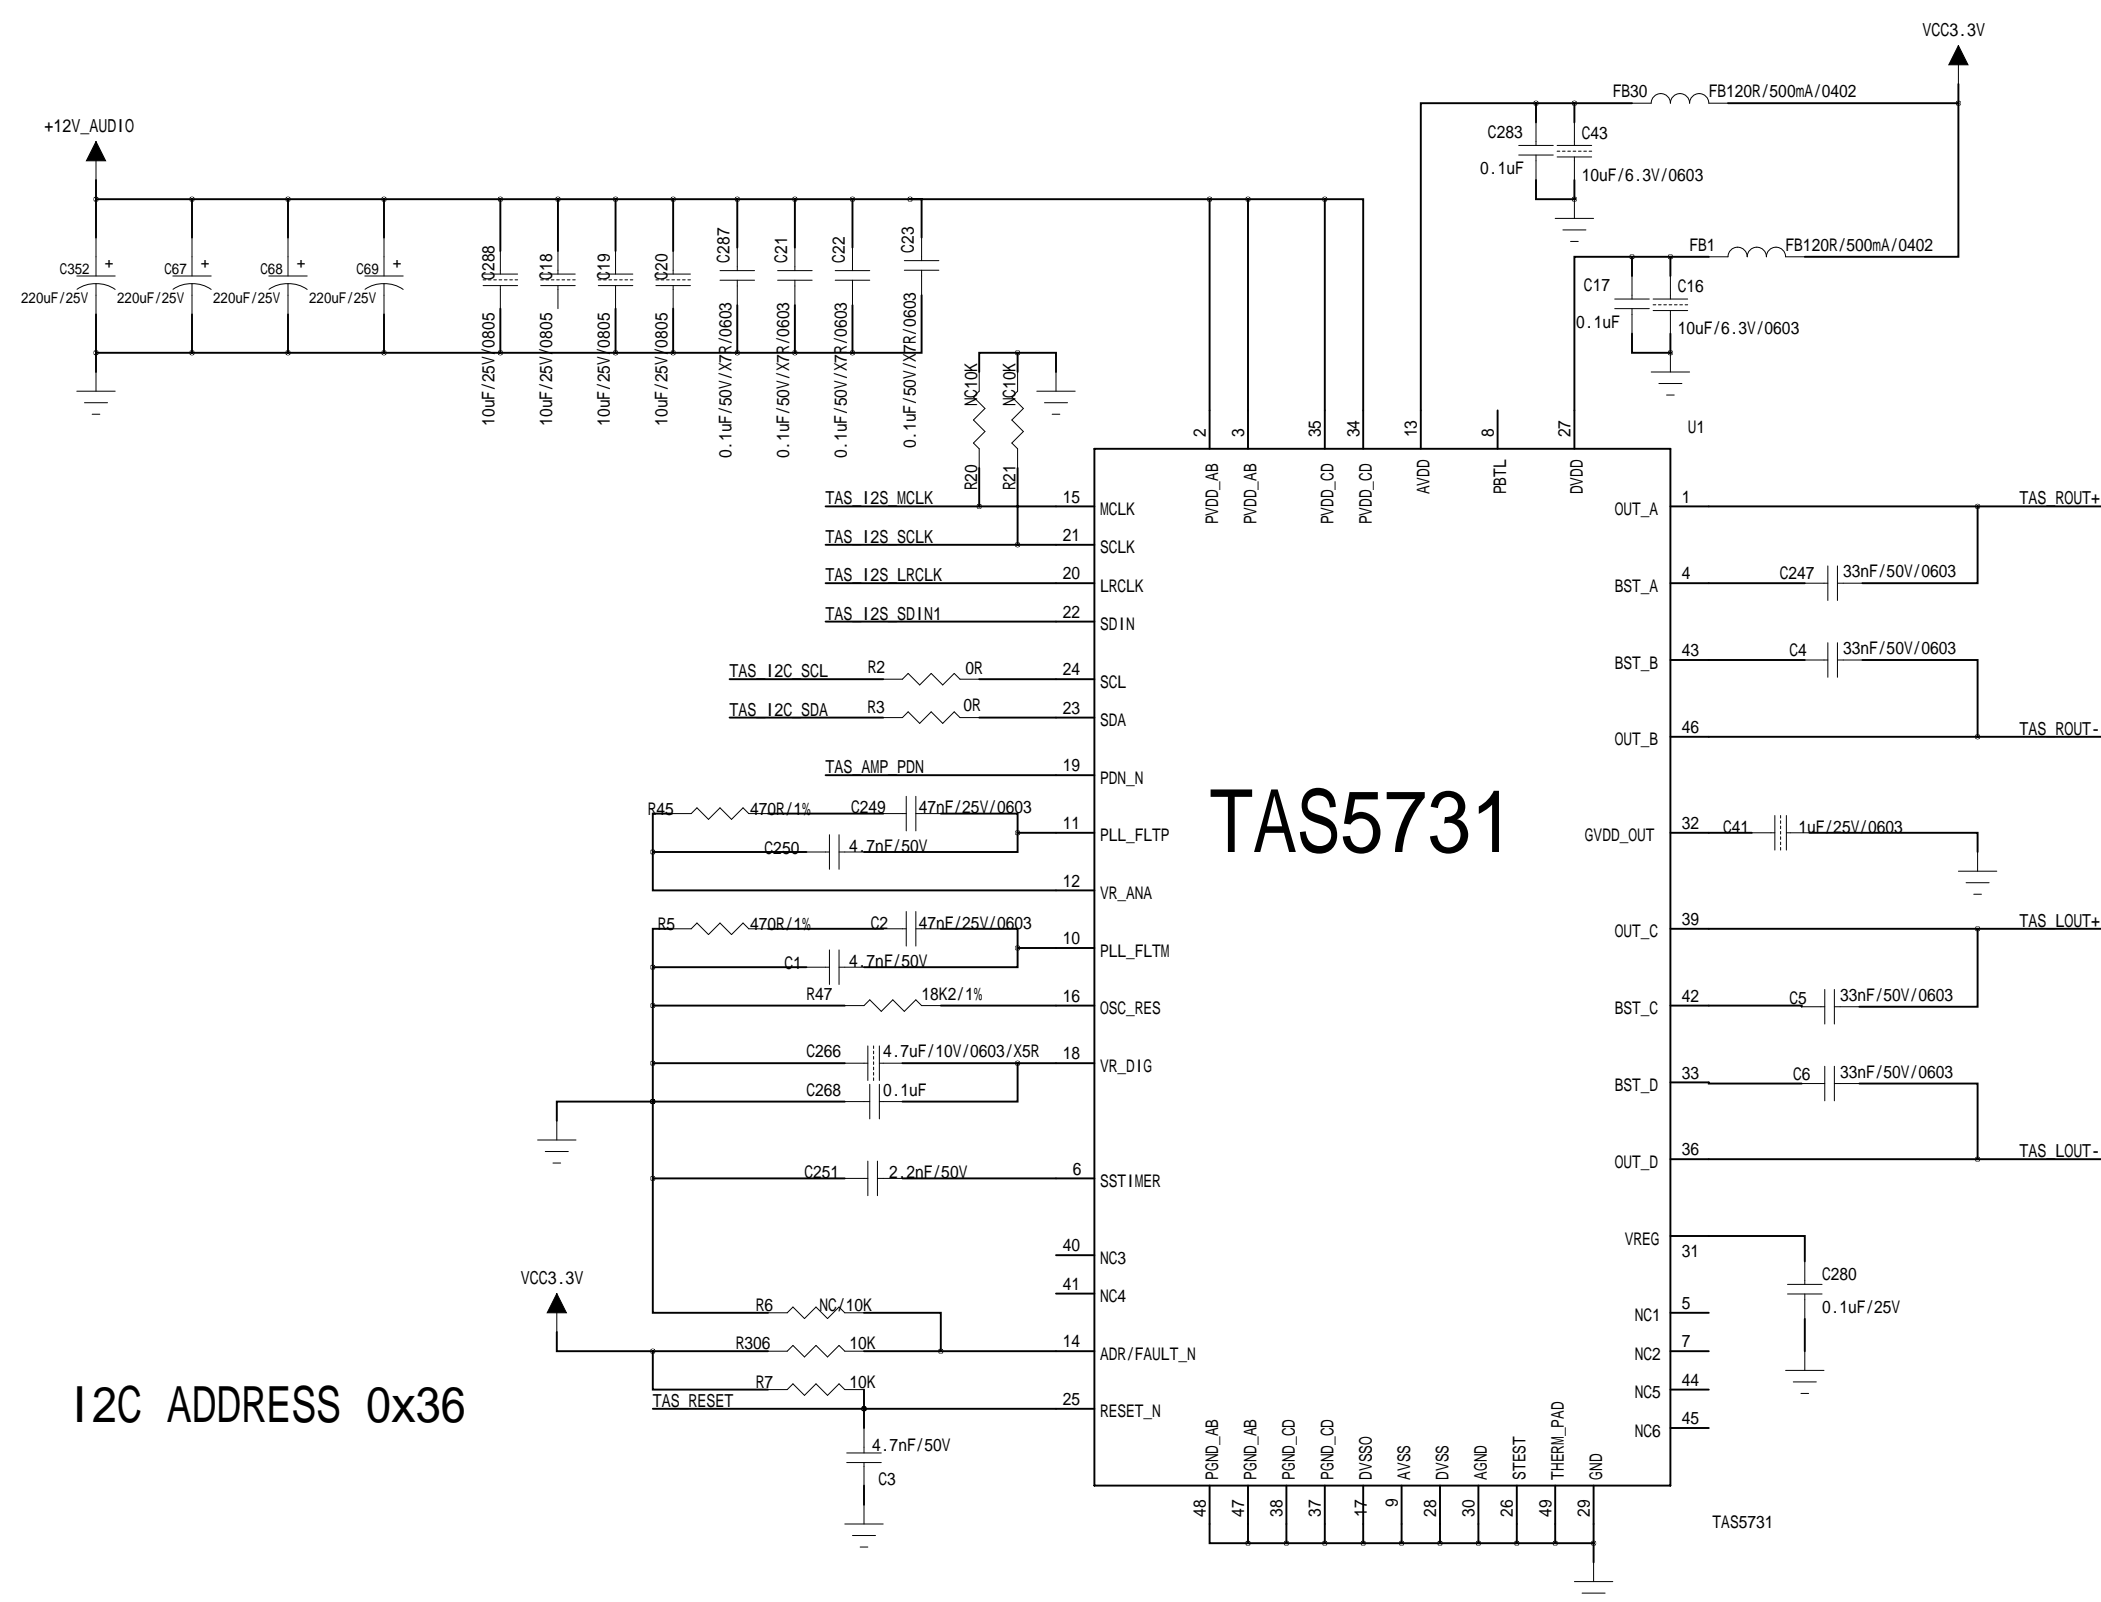 VCC3.3V
FB30 FB120R/500mA/0402
C283 C43
0.1uF 10uF/6.3V/0603
+12V_AUDIO
FB1 FB120R/500mA/0402
C17 C16
0.1uF 10uF/6.3V/0603
C352 + C67 + C68 + C69 +
220uF/25V 220uF/25V 220uF/25V 220uF/25V
C288 C18 C19 C20 C287 C21 C22 C23
10uF/25V/0805 10uF/25V/0805 10uF/25V/0805 10uF/25V/0805 0.1uF/50V/X7R/0603 0.1uF/50V/X7R/0603 0.1uF/50V/X7R/0603 0.1uF/50V/X7R/0603
NC10K NC10K
R20 R21
2 3 35 34 13 8 27 U1
PVDD_AB PVDD_AB PVDD_CD PVDD_CD AVDD PBTL DVDD
TAS_I2S_MCLK 15 MCLK
TAS_I2S_SCLK 21 SCLK
TAS_I2S_LRCLK 20 LRCLK
TAS_I2S_SDIN1 22 SDIN
TAS_I2C_SCL R2 0R 24 SCL
TAS_I2C_SDA R3 0R 23 SDA
TAS_AMP_PDN 19 PDN_N
R45 470R/1% C249 47nF/25V/0603
11 PLL_FLTP
C250 4.7nF/50V
12 VR_ANA
R5 470R/1% C2 47nF/25V/0603
10 PLL_FLTM
C1 4.7nF/50V
R47 18K2/1% 16 OSC_RES
C266 4.7uF/10V/0603/X5R 18 VR_DIG
C268 0.1uF
C251 2.2nF/50V 6 SSTIMER
40 NC3
41 NC4
VCC3.3V
R6 NC/10K
R306 10K 14 ADR/FAULT_N
R7 10K
TAS_RESET 25 RESET_N
4.7nF/50V
C3
I2C ADDRESS 0x36
TAS5731
OUT_A 1 TAS_ROUT+
BST_A 4 C247 33nF/50V/0603
BST_B 43 C4 33nF/50V/0603
OUT_B 46 TAS_ROUT-
GVDD_OUT 32 C41 1uF/25V/0603
OUT_C 39 TAS_LOUT+
BST_C 42 C5 33nF/50V/0603
BST_D 33 C6 33nF/50V/0603
OUT_D 36 TAS_LOUT-
VREG 31
C280
0.1uF/25V
NC1 5
NC2 7
NC5 44
NC6 45
PGND_AB PGND_AB PGND_CD PGND_CD DVSSO AVSS DVSS AGND STEST THERM_PAD GND
48 47 38 37 17 9 28 30 26 49 29
TAS5731